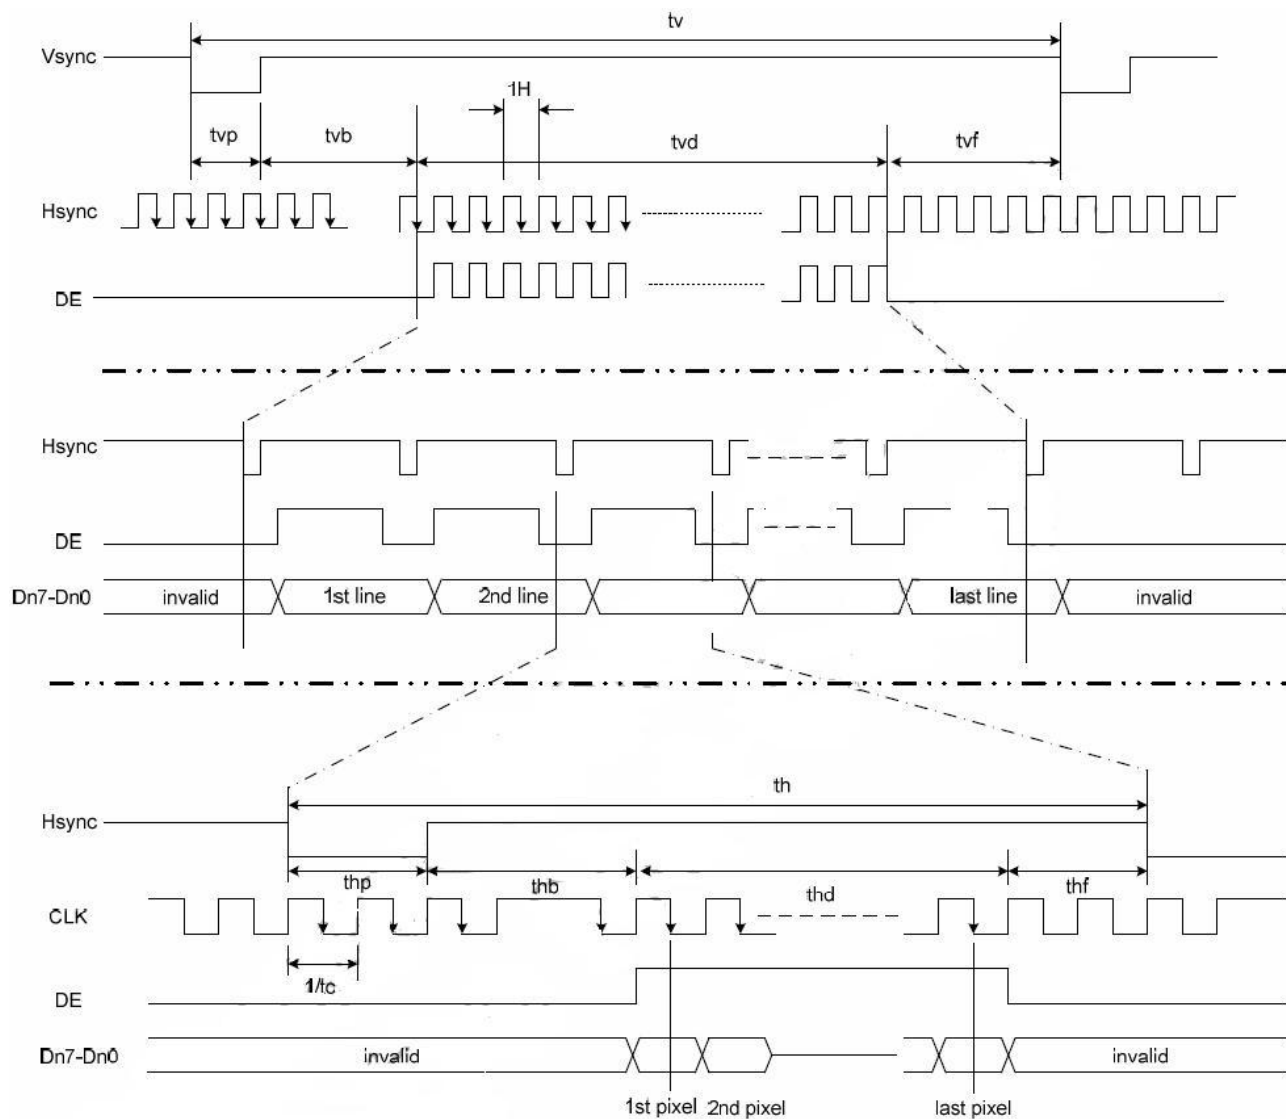 tv
Vsync
1H
tvp tvb tvd tvf
Hsync
DE
Hsync
DE
Dn7-Dn0 invalid 1st line 2nd line last line invalid
th
Hsync
thp thb thd thf
CLK
1/tc
DE
Dn7-Dn0 invalid invalid
1st pixel 2nd pixel last pixel